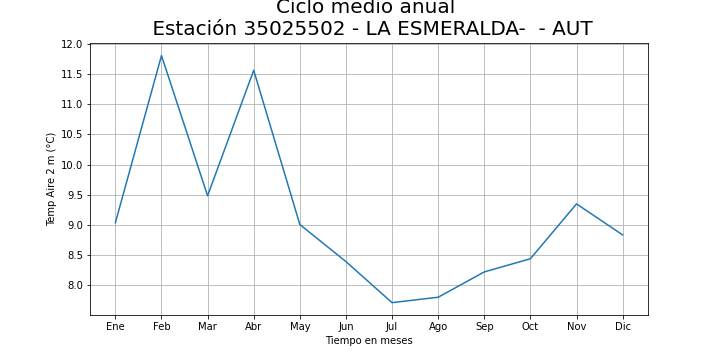 Ciclo medio anual
Estación 35025502 - LA ESMERALDA-  - AUT
12.0
11.5
11.0
10.5
10.0
9.5
9.0
8.5
8.0
Temp Aire 2 m (°C)
Ene Feb Mar Abr May Jun Jul Ago Sep Oct Nov Dic
Tiempo en meses